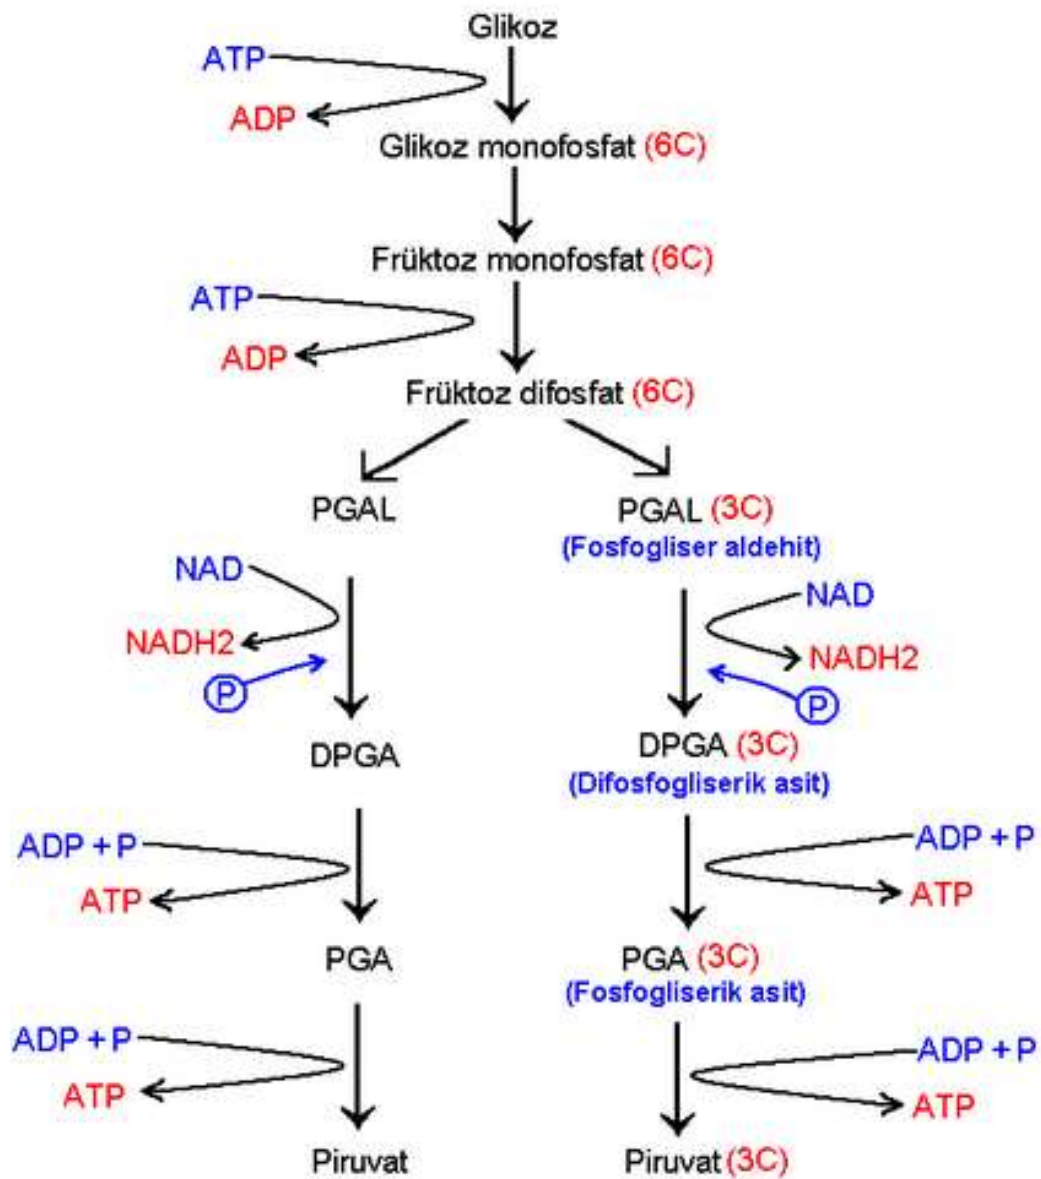 Glikoz
ATP
ADP
Glikoz monofosfat (6C)
Früktoz monofosfat (6C)
ATP
ADP
Früktoz difosfat (6C)
PGAL
PGAL (3C)
(Fosfogliser aldehit)
NAD
NADH2
P
NAD
NADH2
P
DPGA
DPGA (3C)
(Difosfogliserik asit)
ADP + P
ATP
ADP + P
ATP
PGA
PGA (3C)
(Fosfogliserik asit)
ADP + P
ATP
ADP + P
ATP
Piruvat
Piruvat (3C)